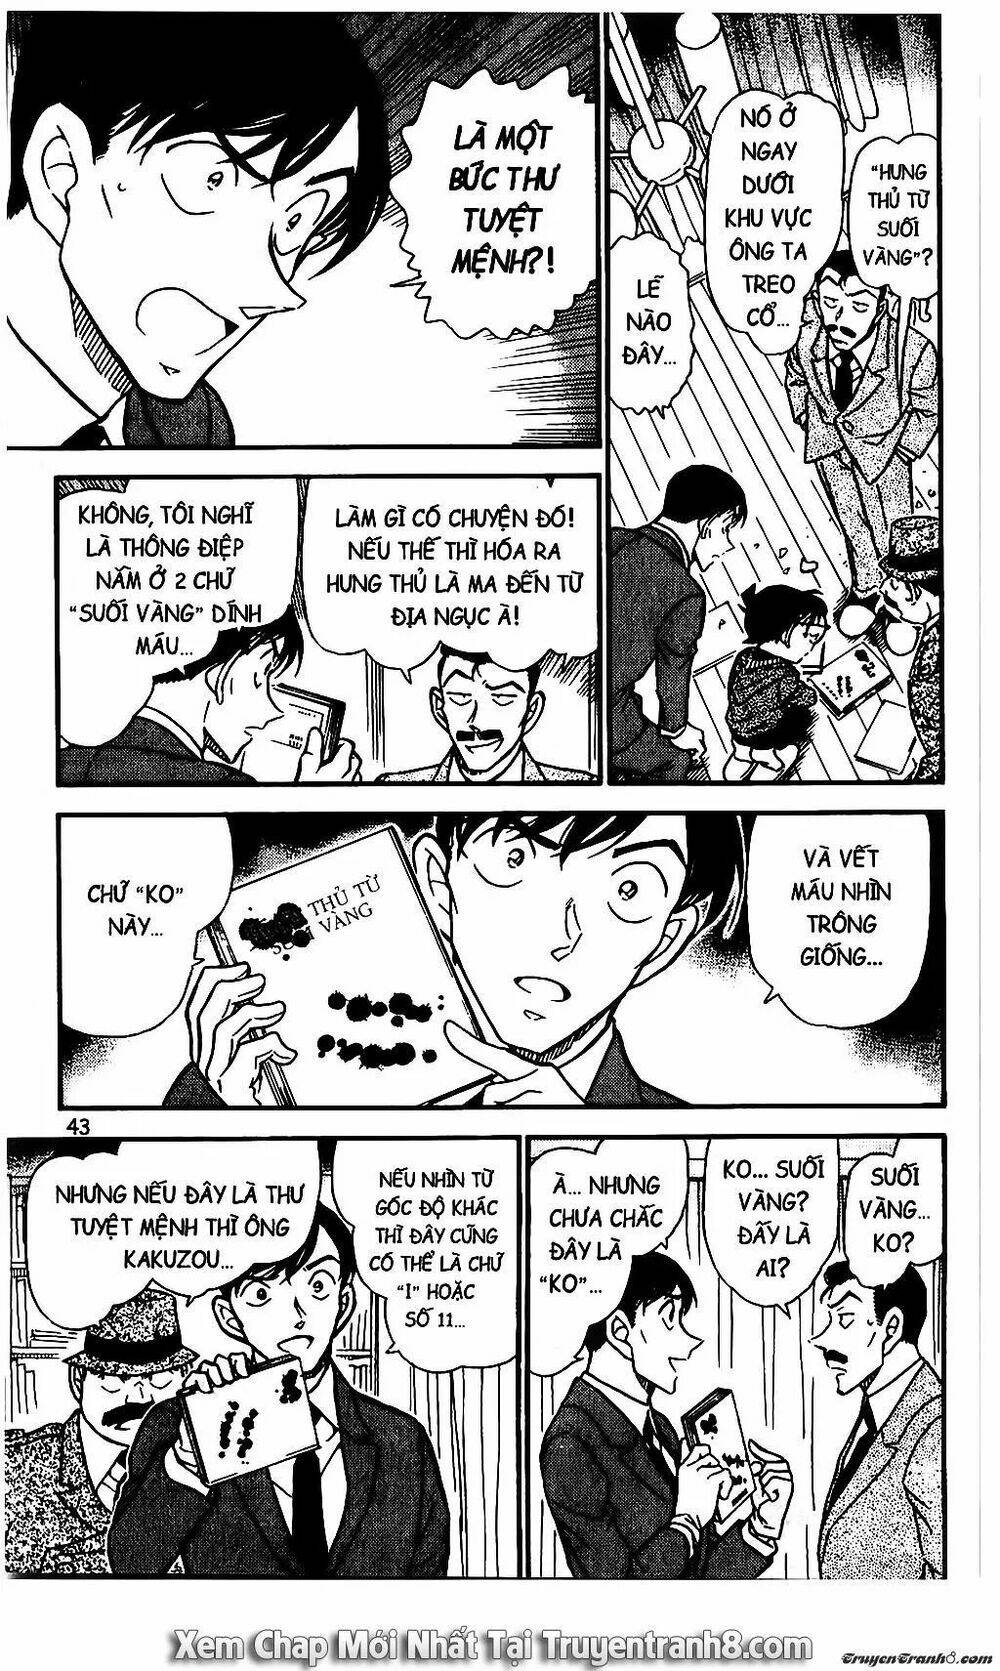 "HUNG
THỦ TỪ
SUỐI
VÀNG"?
NÓ Ở
NGAY
DƯỚI
KHU VỰC
ÔNG TA
TREO
CỔ...
LẼ
NÀO
ĐÂY...
LÀ MỘT
BỨC THƯ
TUYỆT
MỆNH?!
LÀM GÌ CÓ CHUYỆN ĐÓ!
NẾU THẾ THÌ HÓA RA
HUNG THỦ LÀ MA ĐẾN TỪ
ĐỊA NGỤC À!
KHÔNG, TÔI NGHĨ
LÀ THÔNG ĐIỆP
NẰM Ở 2 CHỮ
"SUỐI VÀNG" DÍNH
MÁU...
VÀ VẾT
MÁU NHÌN
TRÔNG
GIỐNG...
THỦ TỪ
SUỐI VÀNG
CHỮ "KO"
NÀY...
43
SUỐI
VÀNG...
KO?
KO... SUỐI
VÀNG?
ĐẤY LÀ
AI?
À... NHƯNG
CHƯA CHẮC
ĐÂY LÀ
"KO"...
NẾU NHÌN TỪ
GÓC ĐỘ KHÁC
THÌ ĐÂY CŨNG
CÓ THỂ LÀ CHỮ
"I" HOẶC
SỐ 11...
NHƯNG NẾU ĐÂY LÀ THƯ
TUYỆT MỆNH THÌ ÔNG
KAKUZOU...
Xem Chap Mới Nhất Tại Truyentranh8.com
TruyenTranh8.com